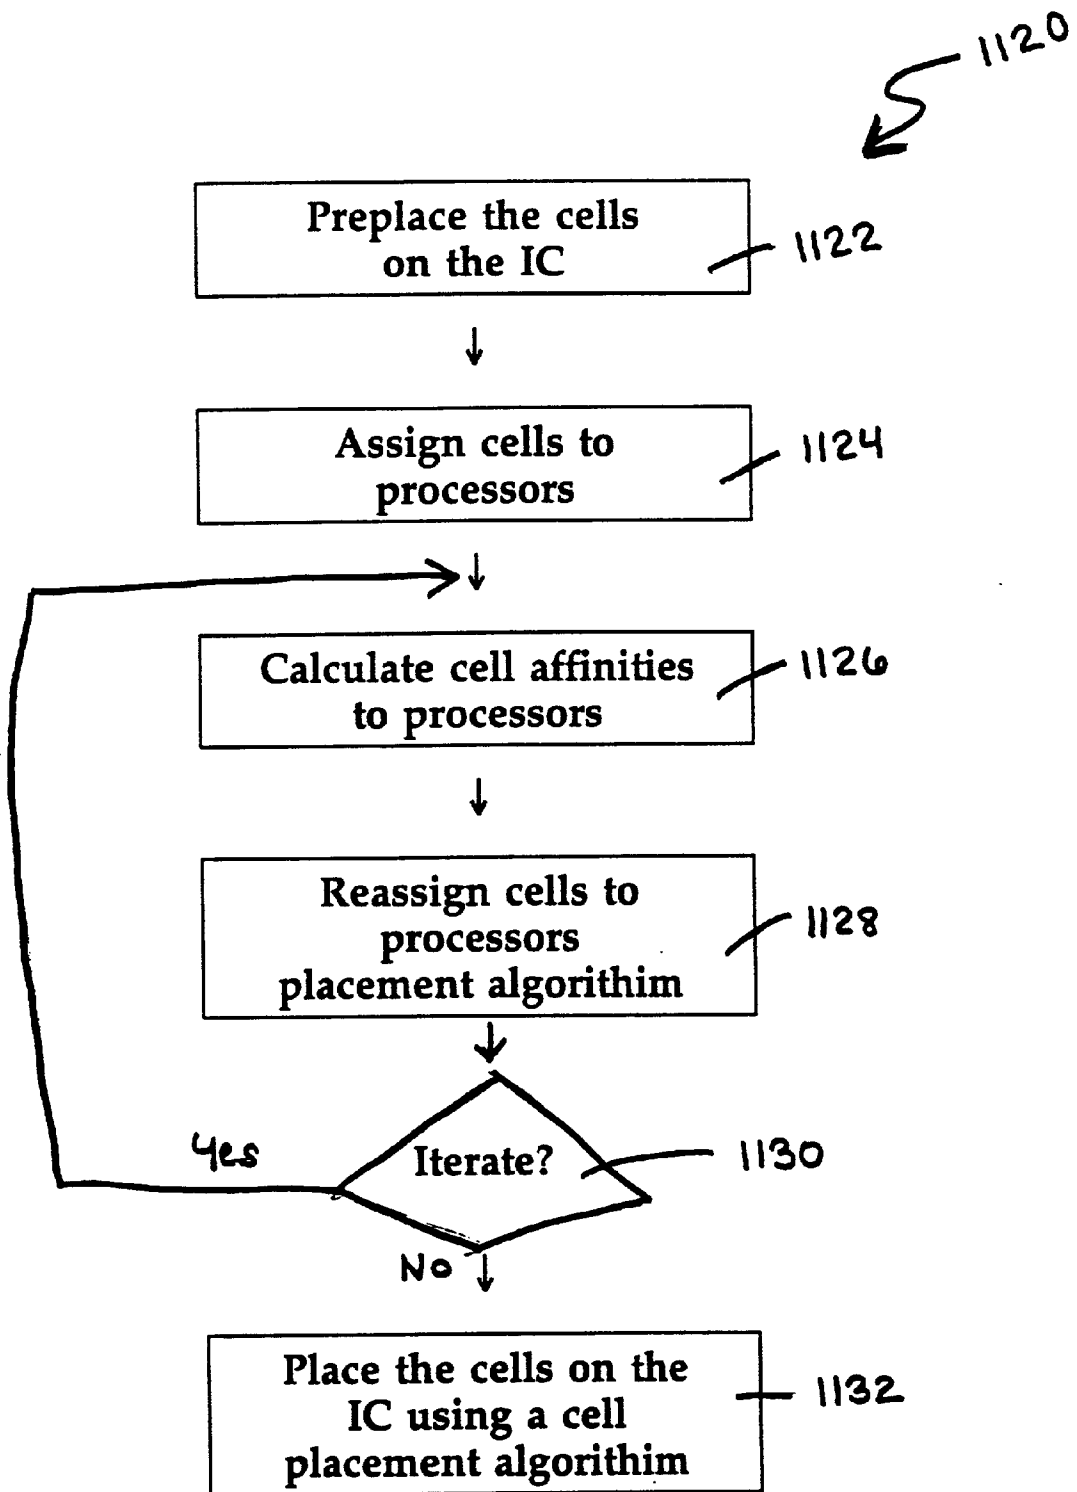 1120
Preplace the cells
on the IC
1122
Assign cells to
processors
1124
Calculate cell affinities
to processors
1126
Reassign cells to
processors
placement algorithim
1128
Yes
Iterate?
1130
No
Place the cells on the
IC using a cell
placement algorithim
1132